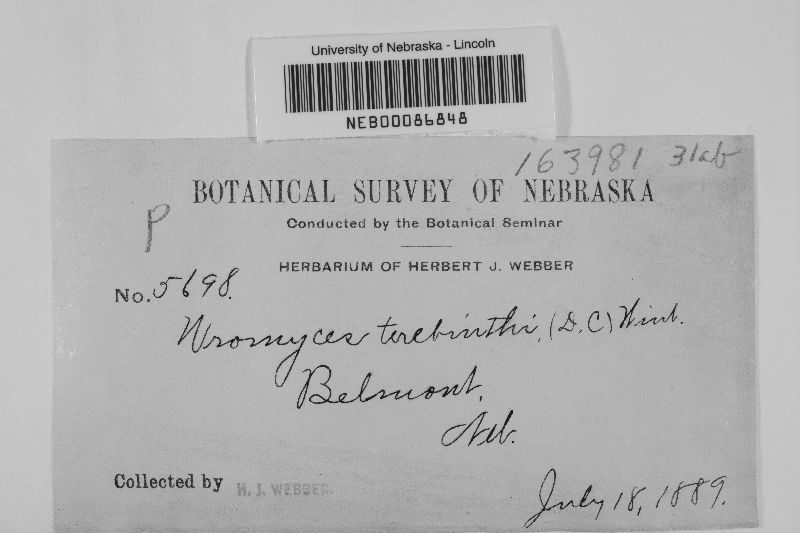 University of Nebraska - Lincoln
NEB00086848
163981 31ab
BOTANICAL SURVEY OF NEBRASKA
P
Conducted by the Botanical Seminar
HERBARIUM OF HERBERT J. WEBBER
No. 5698.
Uromyces terebinthi, (D.C) Wint.
Belmont,
Neb.
Collected by H. J. WEBBER.
July 18, 1889.